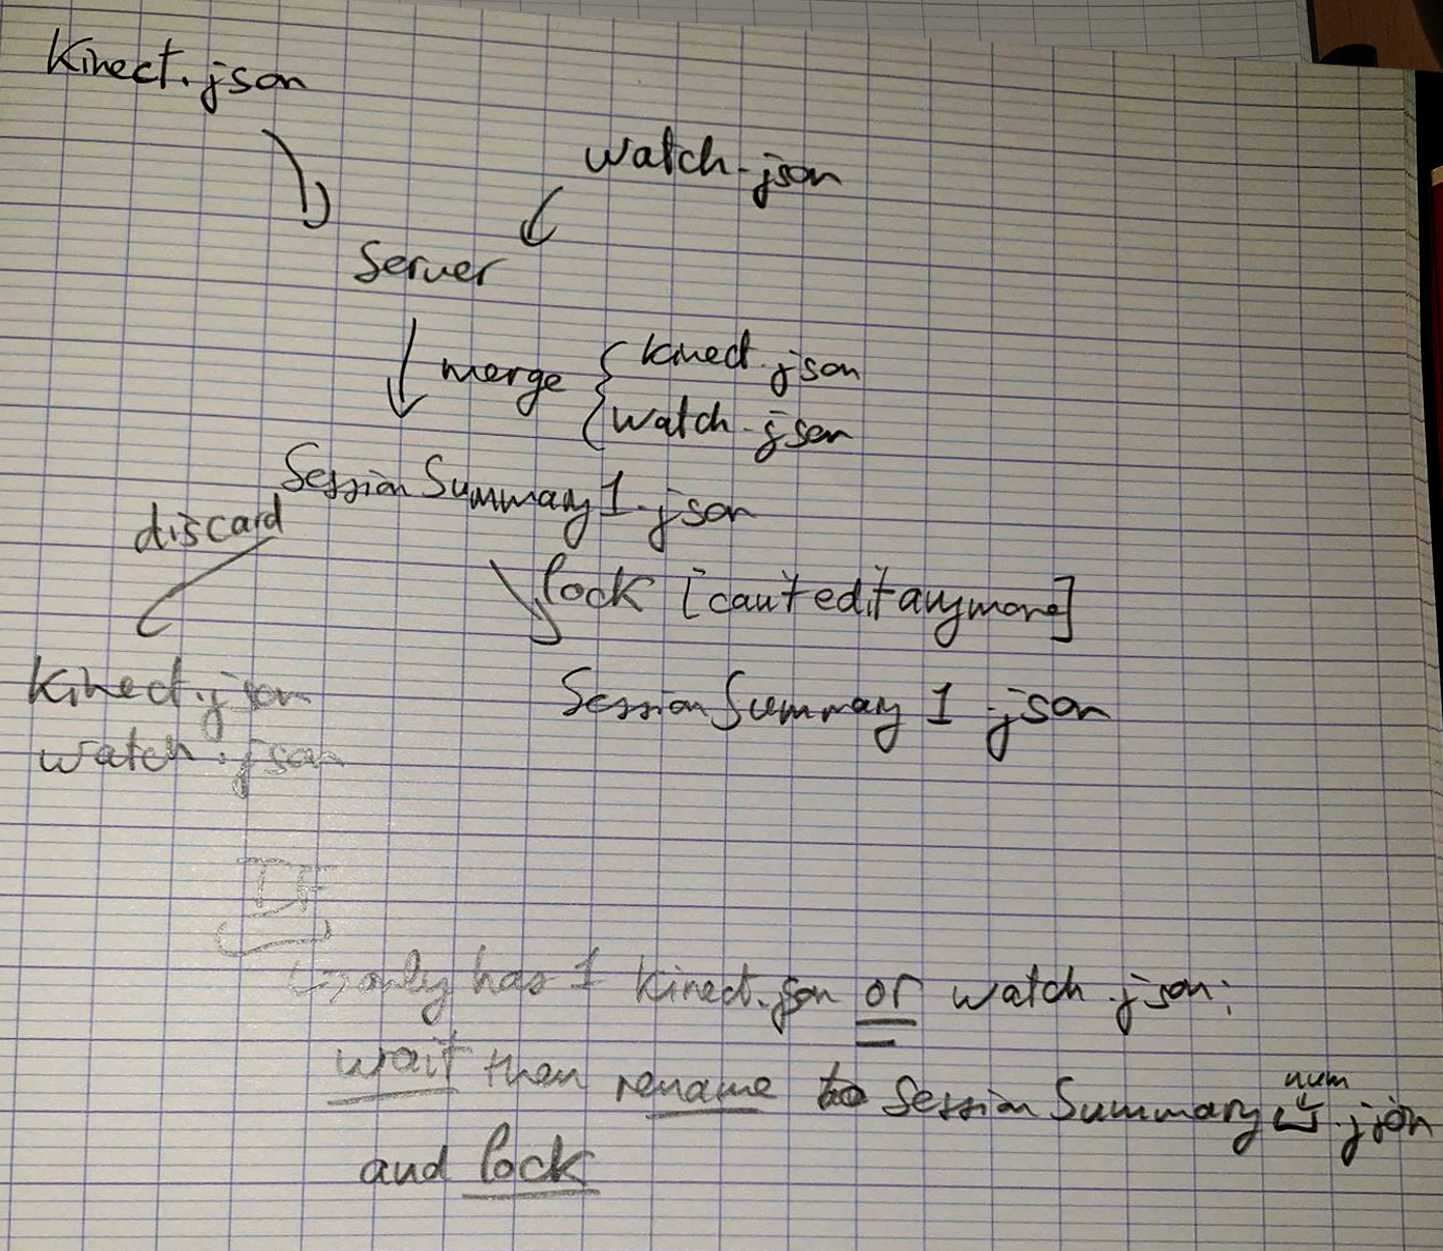 Kinect.json
watch.json
Server
merge { kinect.json
watch.json
SessionSummary1.json
discard
lock [can't edit anymore]
Kinect.json
watch.json
SessionSummary 1.json
IF
↳ only has 1 kinect.json or watch.json:
wait then rename to SessionSummary num.json
and lock